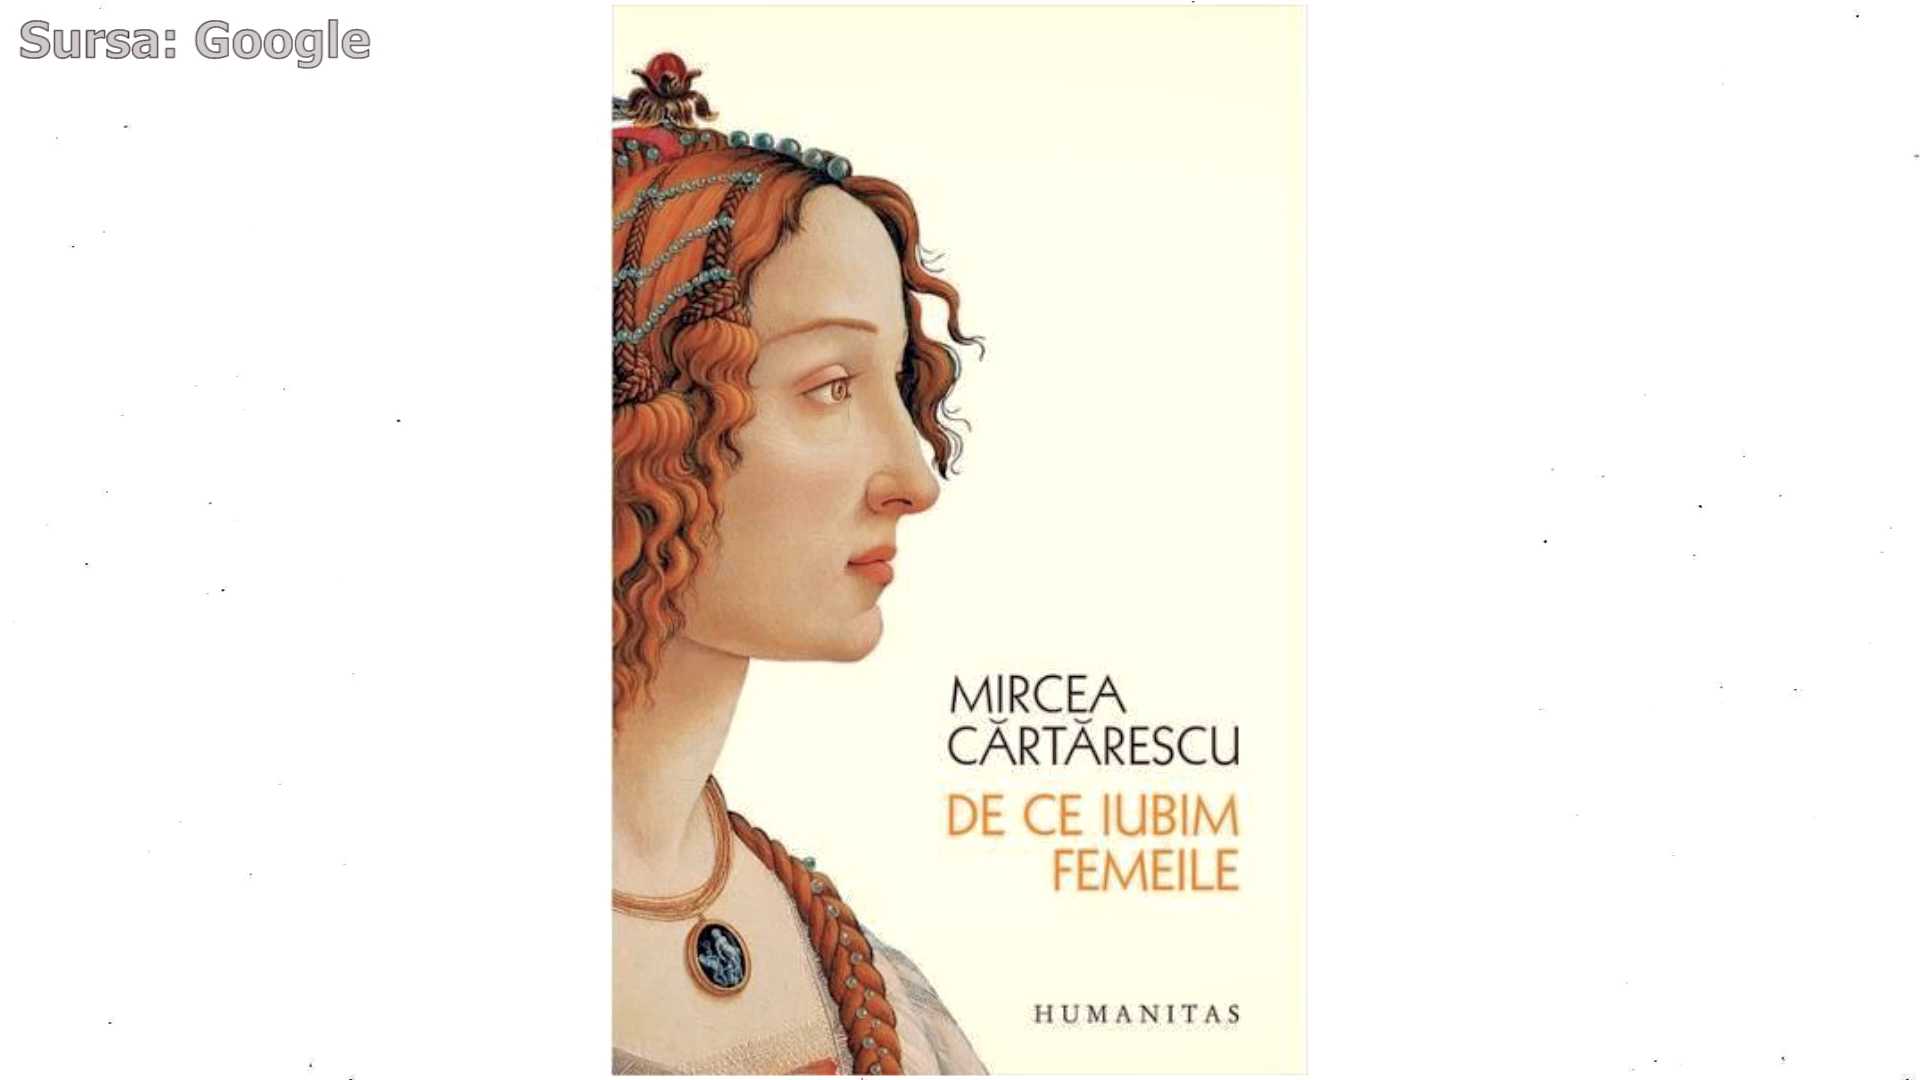 Sursa: Google
MIRCEA
CĂRTĂRESCU
DE CE IUBIM
FEMEILE
HUMANITAS